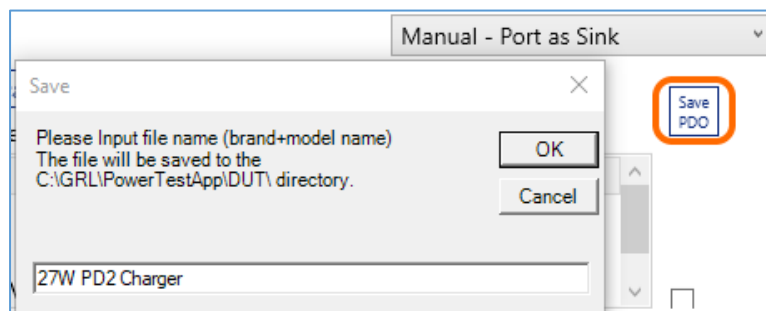 Manual - Port as Sink
Save
Save
PDO
Please Input file name (brand+model name)
The file will be saved to the
C:\GRL\PowerTestApp\DUT\ directory.
OK
Cancel
27W PD2 Charger